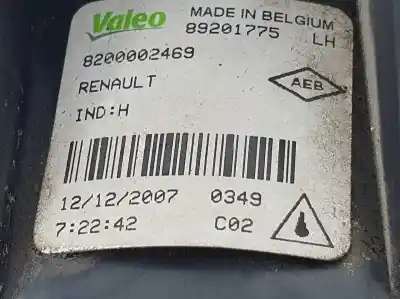 Valeo MADE IN BELGIUM
89201775 LH
8200002469
RENAULT AEB
IND:H
12/12/2007 0349
7:22:42 C02